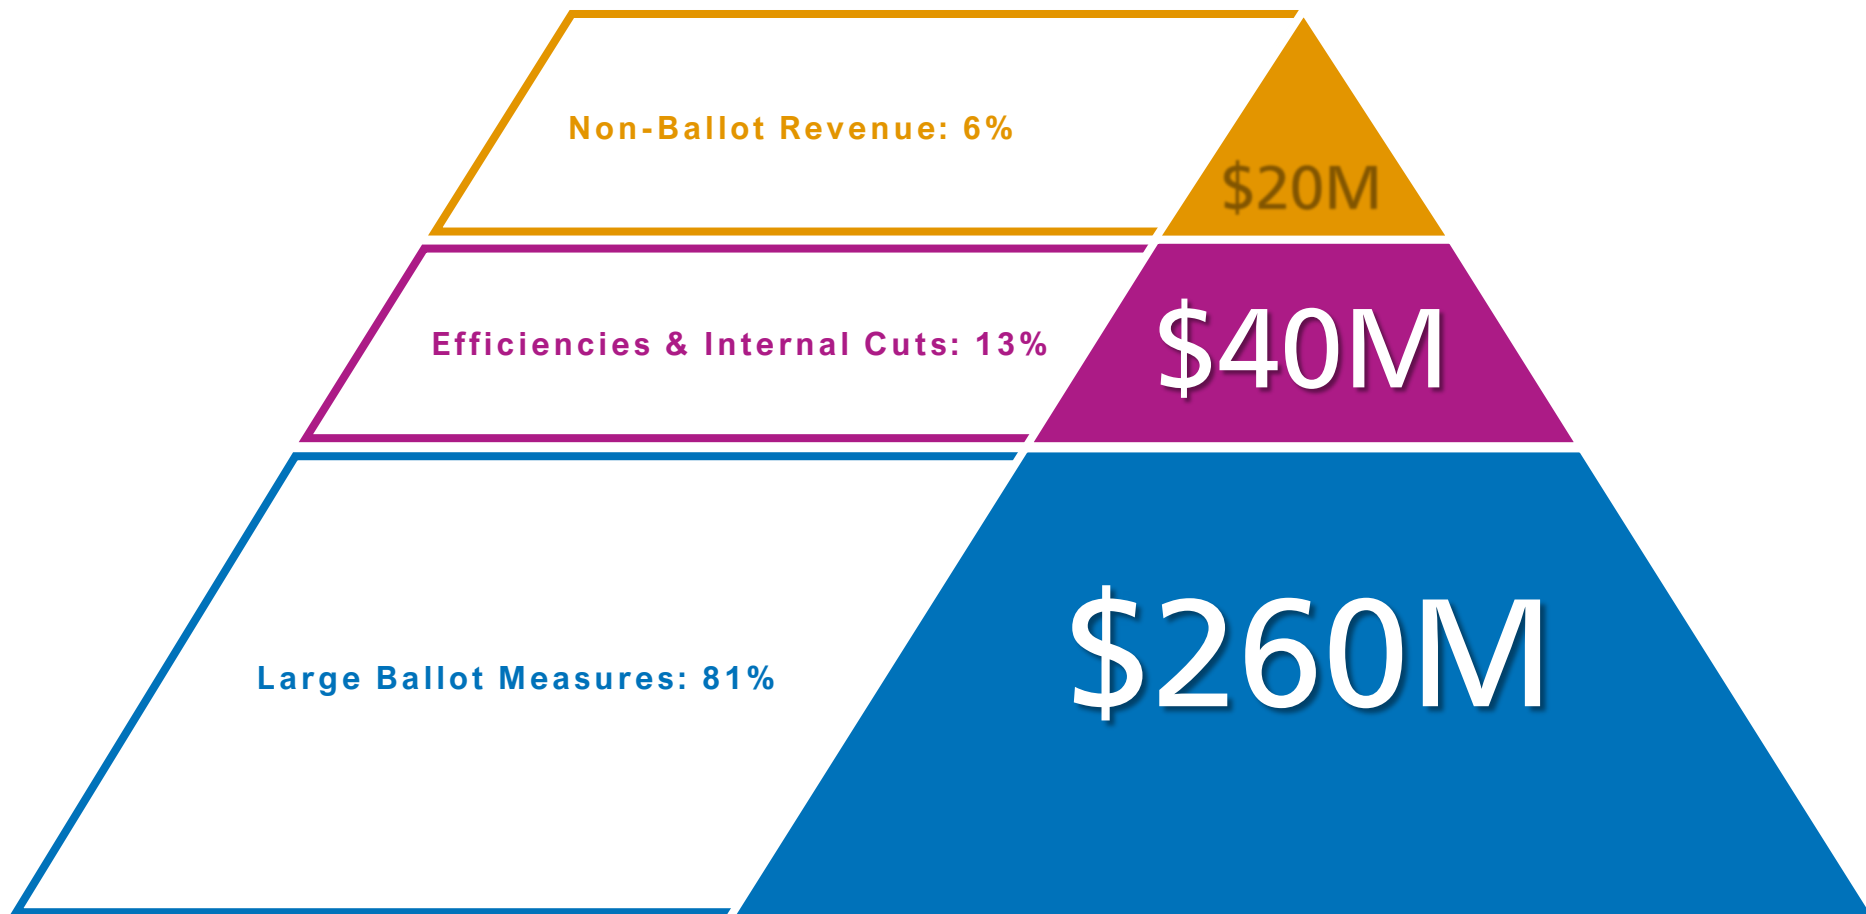 Non-Ballot Revenue: 6%
$20M
Efficiencies & Internal Cuts: 13%
$40M
Large Ballot Measures: 81%
$260M